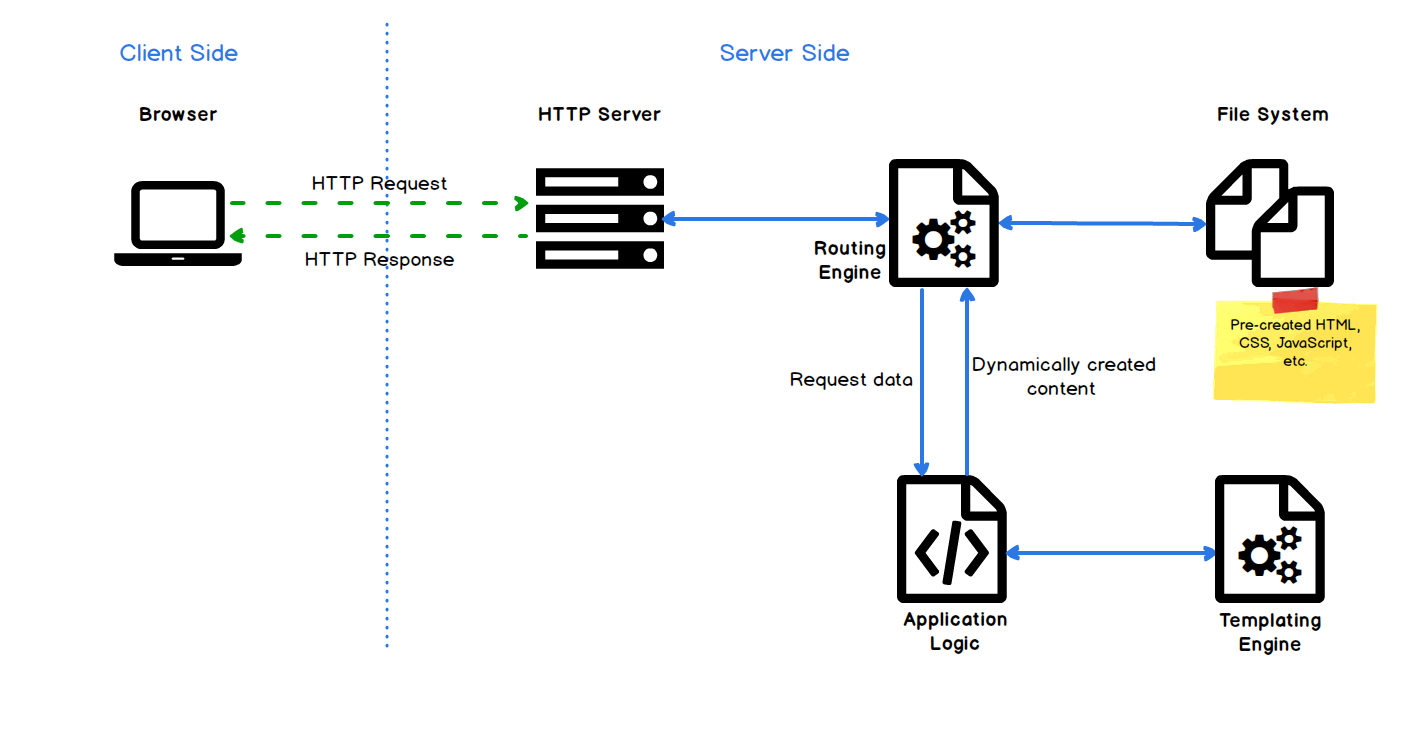 Client Side
Server Side
Browser
HTTP Server
File System
HTTP Request
HTTP Response
Routing
Engine
Pre-created HTML,
CSS, JavaScript,
etc.
Request data
Dynamically created
content
Application
Logic
Templating
Engine